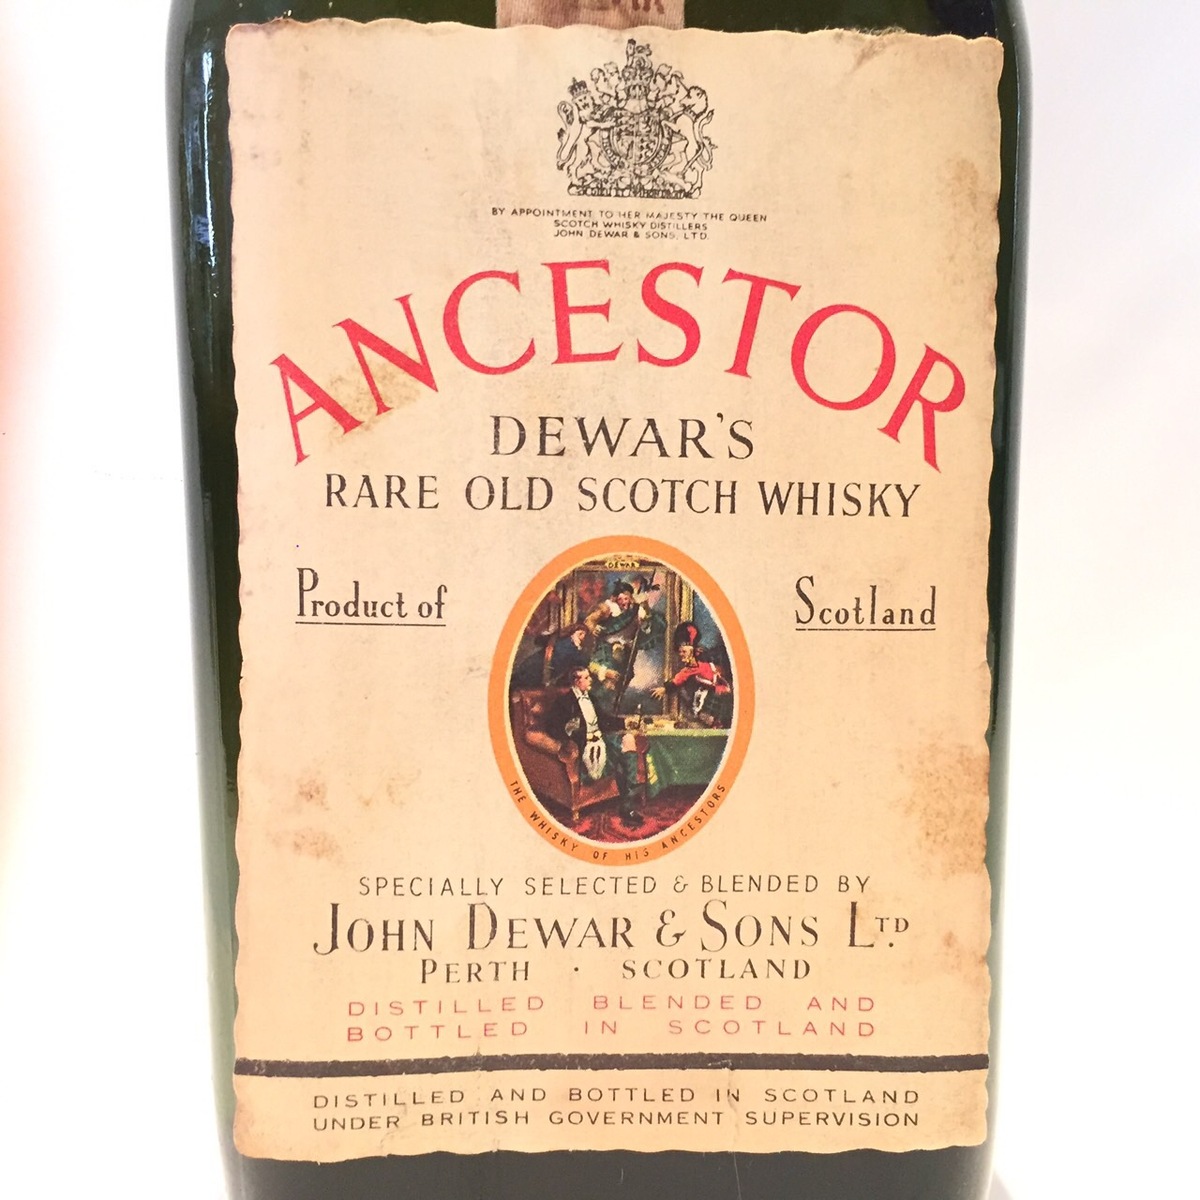 BY APPOINTMENT TO HER MAJESTY THE QUEEN
SCOTCH WHISKY DISTILLERS
JOHN DEWAR & SONS, LTD.
ANCESTOR
DEWAR'S
RARE OLD SCOTCH WHISKY
Product of Scotland
DEWAR
THE WHISKY OF HIS ANCESTORS
SPECIALLY SELECTED & BLENDED BY
JOHN DEWAR & SONS LTD.
PERTH · SCOTLAND
DISTILLED BLENDED AND
BOTTLED IN SCOTLAND
DISTILLED AND BOTTLED IN SCOTLAND
UNDER BRITISH GOVERNMENT SUPERVISION